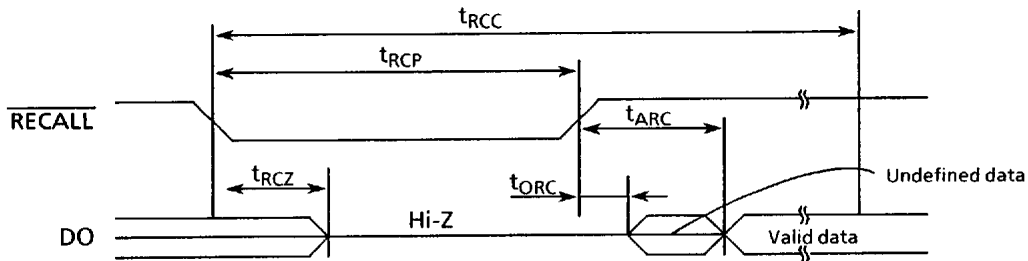 tRCC
tRCP
RECALL
tARC
tRCZ
tORC
Undefined data
DO
Hi-Z
Valid data